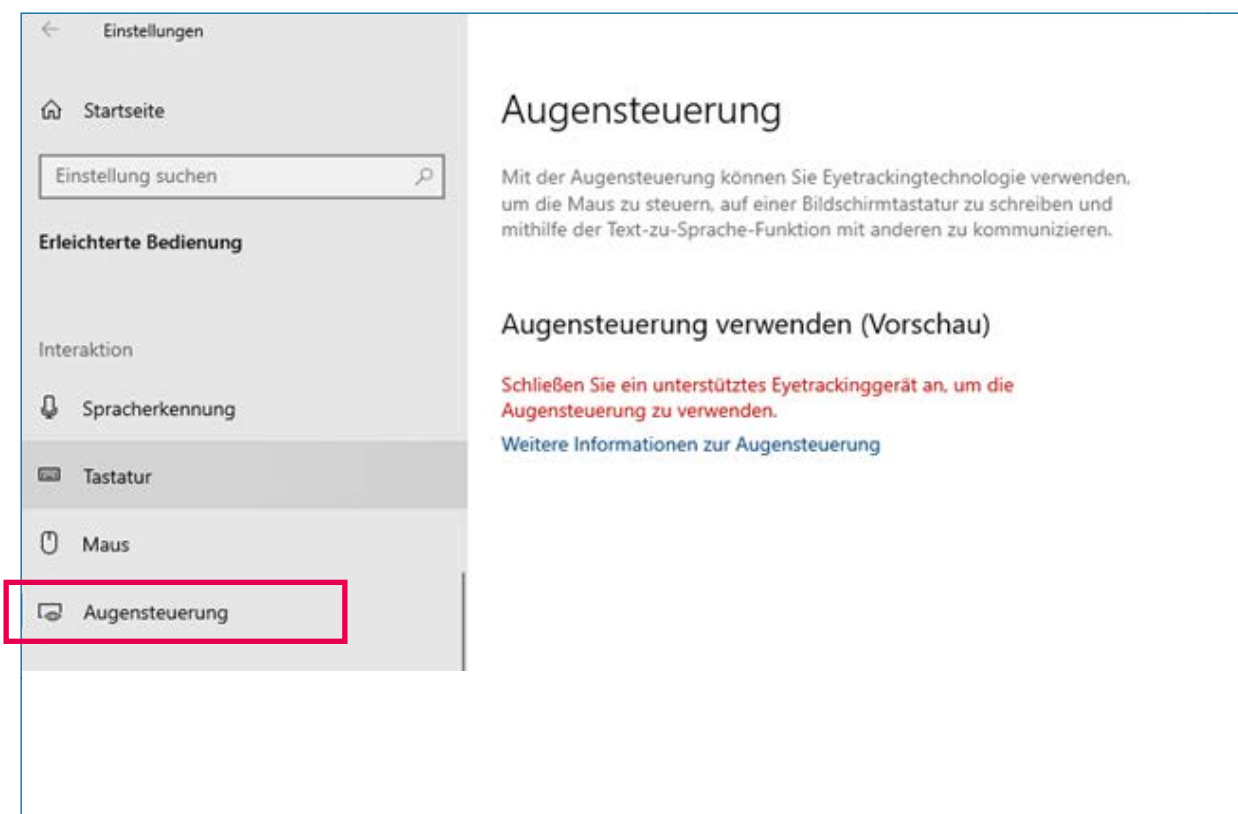 Einstellungen
Startseite
Einstellung suchen
Erleichterte Bedienung
Interaktion
Spracherkennung
Tastatur
Maus
Augensteuerung
Augensteuerung
Mit der Augensteuerung können Sie Eyetrackingtechnologie verwenden,
um die Maus zu steuern, auf einer Bildschirmtastatur zu schreiben und
mithilfe der Text-zu-Sprache-Funktion mit anderen zu kommunizieren.
Augensteuerung verwenden (Vorschau)
Schließen Sie ein unterstütztes Eyetrackinggerät an, um die
Augensteuerung zu verwenden.
Weitere Informationen zur Augensteuerung